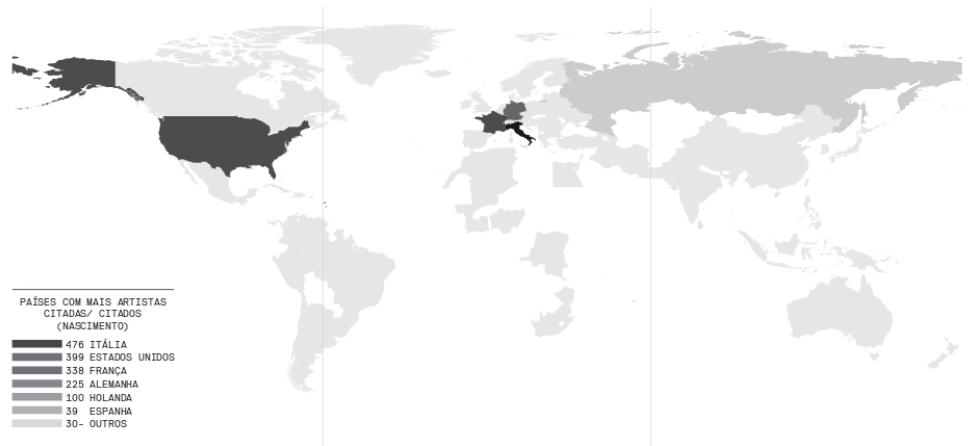 PAÍSES COM MAIS ARTISTAS
CITADAS/ CITADOS
(NASCIMENTO)
476 ITÁLIA
399 ESTADOS UNIDOS
338 FRANÇA
225 ALEMANHA
100 HOLANDA
39 ESPANHA
30- OUTROS